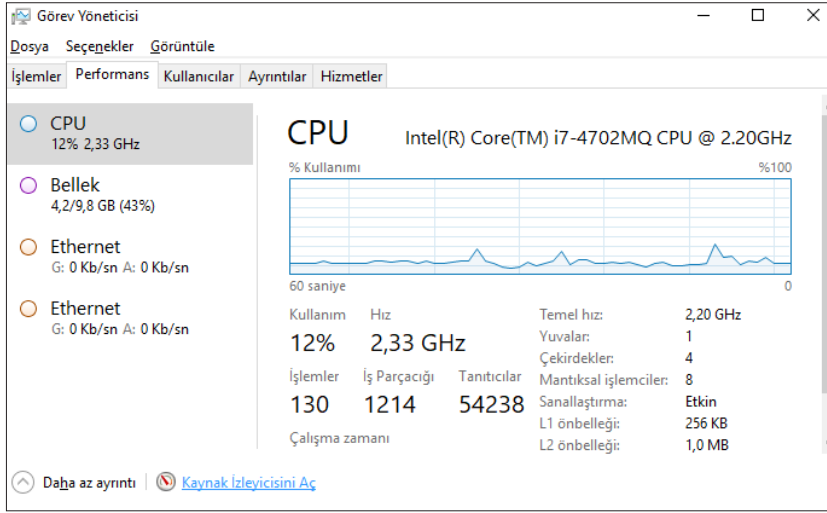 Görev Yöneticisi
Dosya Seçenekler Görüntüle
İşlemler Performans Kullanıcılar Ayrıntılar Hizmetler
CPU
12% 2,33 GHz
Bellek
4,2/9,8 GB (43%)
Ethernet
G: 0 Kb/sn A: 0 Kb/sn
Ethernet
G: 0 Kb/sn A: 0 Kb/sn
CPU Intel(R) Core(TM) i7-4702MQ CPU @ 2.20GHz
% Kullanımı %100
60 saniye 0
Kullanım Hız
12% 2,33 GHz
İşlemler İş Parçacığı Tanıtıcılar
130 1214 54238
Çalışma zamanı
Temel hız: 2,20 GHz
Yuvalar: 1
Çekirdekler: 4
Mantıksal işlemciler: 8
Sanallaştırma: Etkin
L1 önbelleği: 256 KB
L2 önbelleği: 1,0 MB
Daha az ayrıntı Kaynak İzleyicisini Aç